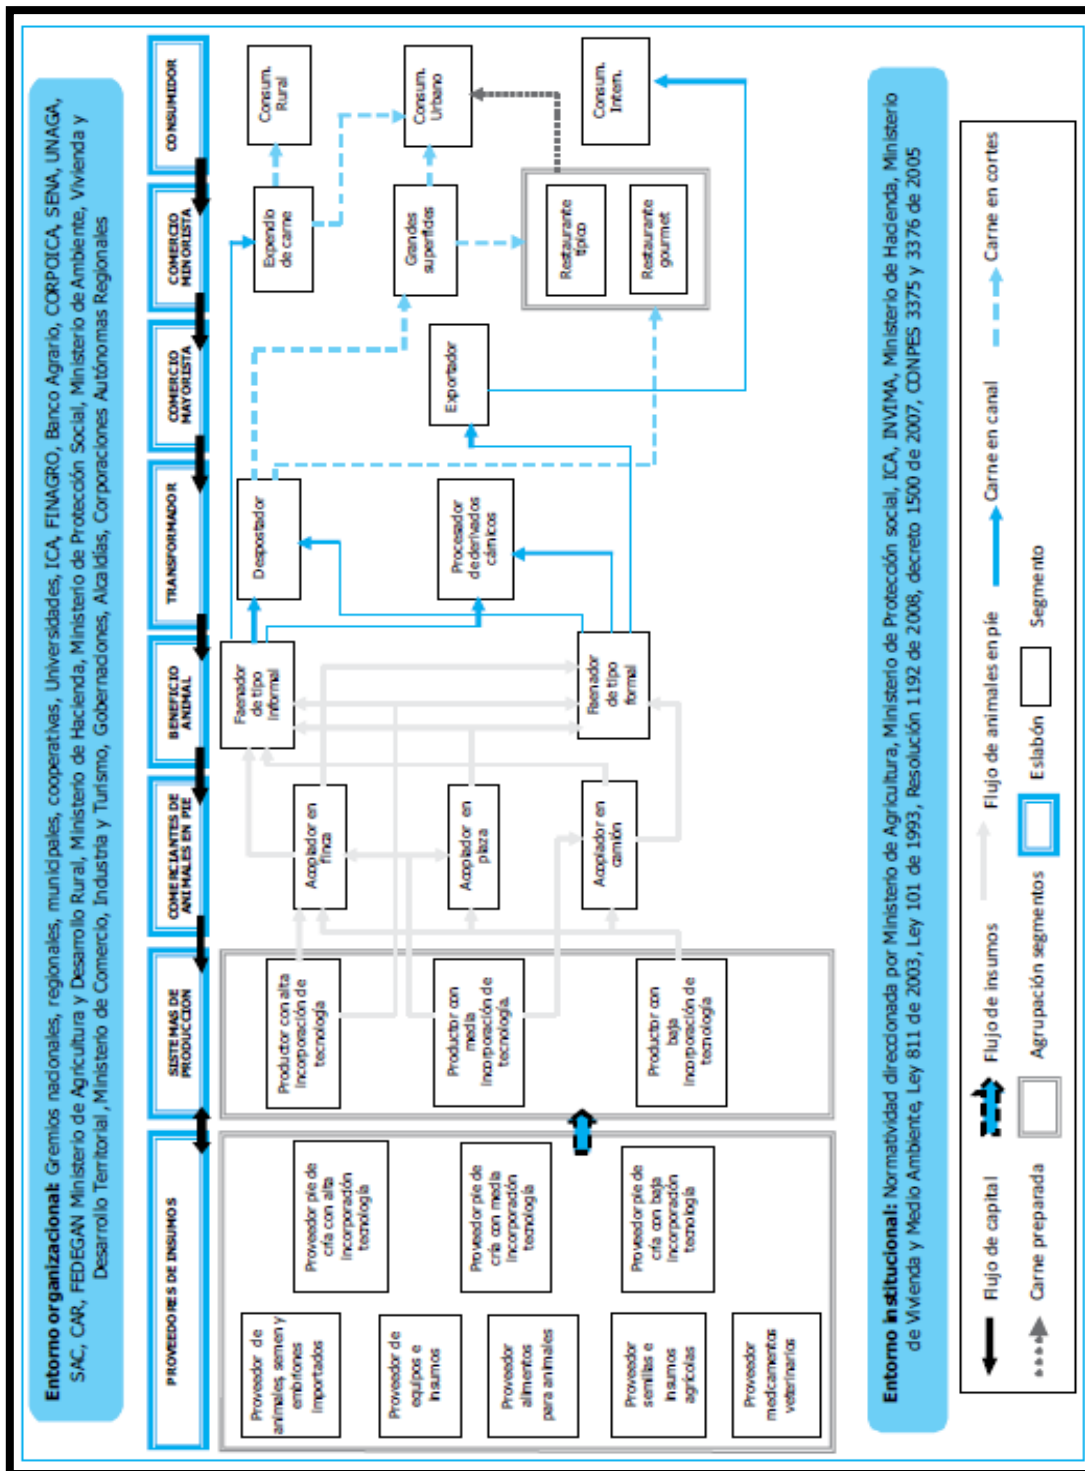 Entorno organizacional: Gremios nacionales, regionales, municipales, cooperativas, Universidades, ICA, FINAGRO, Banco Agrario, CORPOICA, SENA, UNAGA,
SAC, CAR, FEDEGAN Ministerio de Agricultura y Desarrollo Rural, Ministerio de Hacienda, Ministerio de Protección Social, Ministerio de Ambiente, Vivienda y
Desarrollo Territorial, Ministerio de Comercio, Industria y Turismo, Gobernaciones, Alcaldías, Corporaciones Autónomas Regionales
PROVEEDORES DE INSUMOS
SISTEMAS DE
PRODUCCION
COMERCIANTES DE
ANIMALES EN PIE
BENEFICIO
ANIMAL
TRANSFORMADOR
COMERCIO
MAYORISTA
COMERCIO
MINORISTA
CONSUMIDOR
Proveedor de
animales, semen y
embriones
Importados
Proveedor de
equipos e
insumos
Proveedor
alimentos
para animales
Proveedor
semillas e
insumos
agrícolas
Proveedor
medicamentos
veterinarios
Proveedor pie de
cría con alta
incorporación
tecnología
Proveedor pie de
cría con media
incorporación
tecnología
Proveedor pie de
cría con baja
incorporación
tecnología
Productor con alta
incorporación de
tecnología
Productor con
media
incorporación de
tecnología.
Productor con
baja
incorporación de
tecnología
Acopiador en
finca
Acopiador en
plaza
Acopiador en
camión
Faenador
de tipo
informal
Faenador
de tipo
formal
Despostador
Procesador
de derivados
cárnicos
Exportador
Expendio
de carne
Grandes
superfides
Restaurante
típico
Restaurante
gourmet
Consum.
Rural
Consum.
Urbano
Consum.
Intern.
Entorno institucional: Normatividad direccionada por Ministerio de Agricultura, Ministerio de Protección social, ICA, INVIMA, Ministerio de Hacienda, Ministerio
de Vivienda y Medio Ambiente, Ley 811 de 2003, Ley 101 de 1993, Resolución 1192 de 2008, decreto 1500 de 2007, CONPES 3375 y 3376 de 2005
Flujo de capital
Flujo de insumos
Flujo de animales en pie
Carne en canal
Carne en cortes
Carne preparada
Agrupación segmentos
Eslabón
Segmento